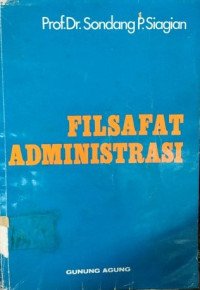 Prof.Dr. Sondang P. Siagian
FILSAFAT
ADMINISTRASI
GUNUNG AGUNG